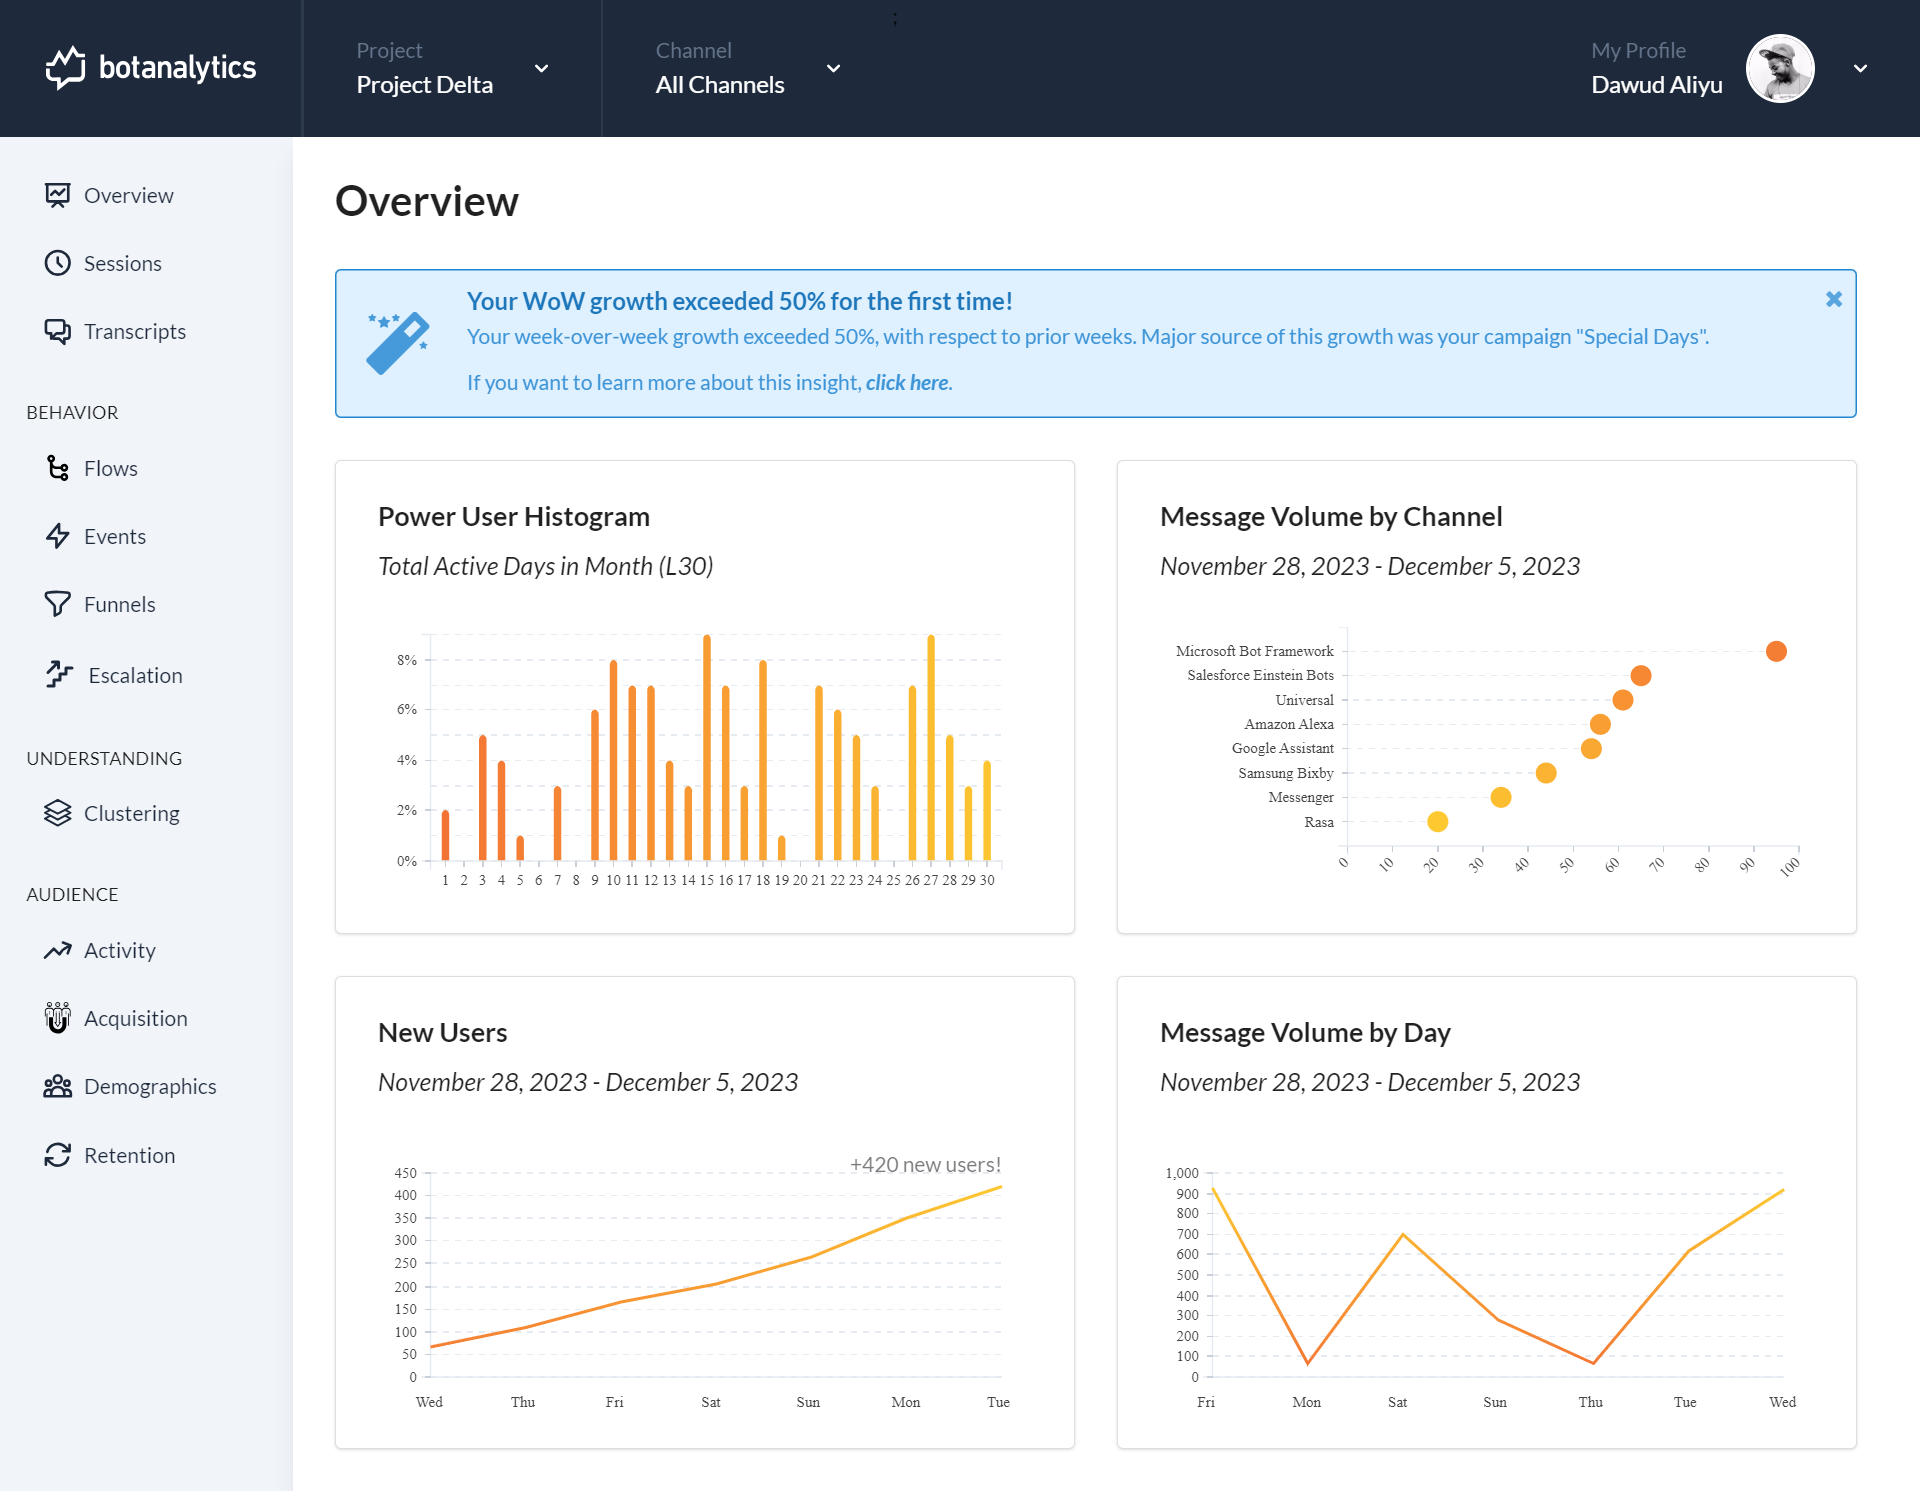 ;
botanalytics
Project
Project Delta
Channel
All Channels
My Profile
Dawud Aliyu
Overview
Sessions
Transcripts
BEHAVIOR
Flows
Events
Funnels
Escalation
UNDERSTANDING
Clustering
AUDIENCE
Activity
Acquisition
Demographics
Retention
Overview
Your WoW growth exceeded 50% for the first time!
Your week-over-week growth exceeded 50%, with respect to prior weeks. Major source of this growth was your campaign "Special Days".
If you want to learn more about this insight, click here.
Power User Histogram
Total Active Days in Month (L30)
8%
6%
4%
2%
0%
1 2 3 4 5 6 7 8 9 10 11 12 13 14 15 16 17 18 19 20 21 22 23 24 25 26 27 28 29 30
Message Volume by Channel
November 28, 2023 - December 5, 2023
Microsoft Bot Framework
Salesforce Einstein Bots
Universal
Amazon Alexa
Google Assistant
Samsung Bixby
Messenger
Rasa
0 10 20 30 40 50 60 70 80 90 100
New Users
November 28, 2023 - December 5, 2023
+420 new users!
450
400
350
300
250
200
150
100
50
0
Wed Thu Fri Sat Sun Mon Tue
Message Volume by Day
November 28, 2023 - December 5, 2023
1,000
900
800
700
600
500
400
300
200
100
0
Fri Mon Sat Sun Thu Tue Wed